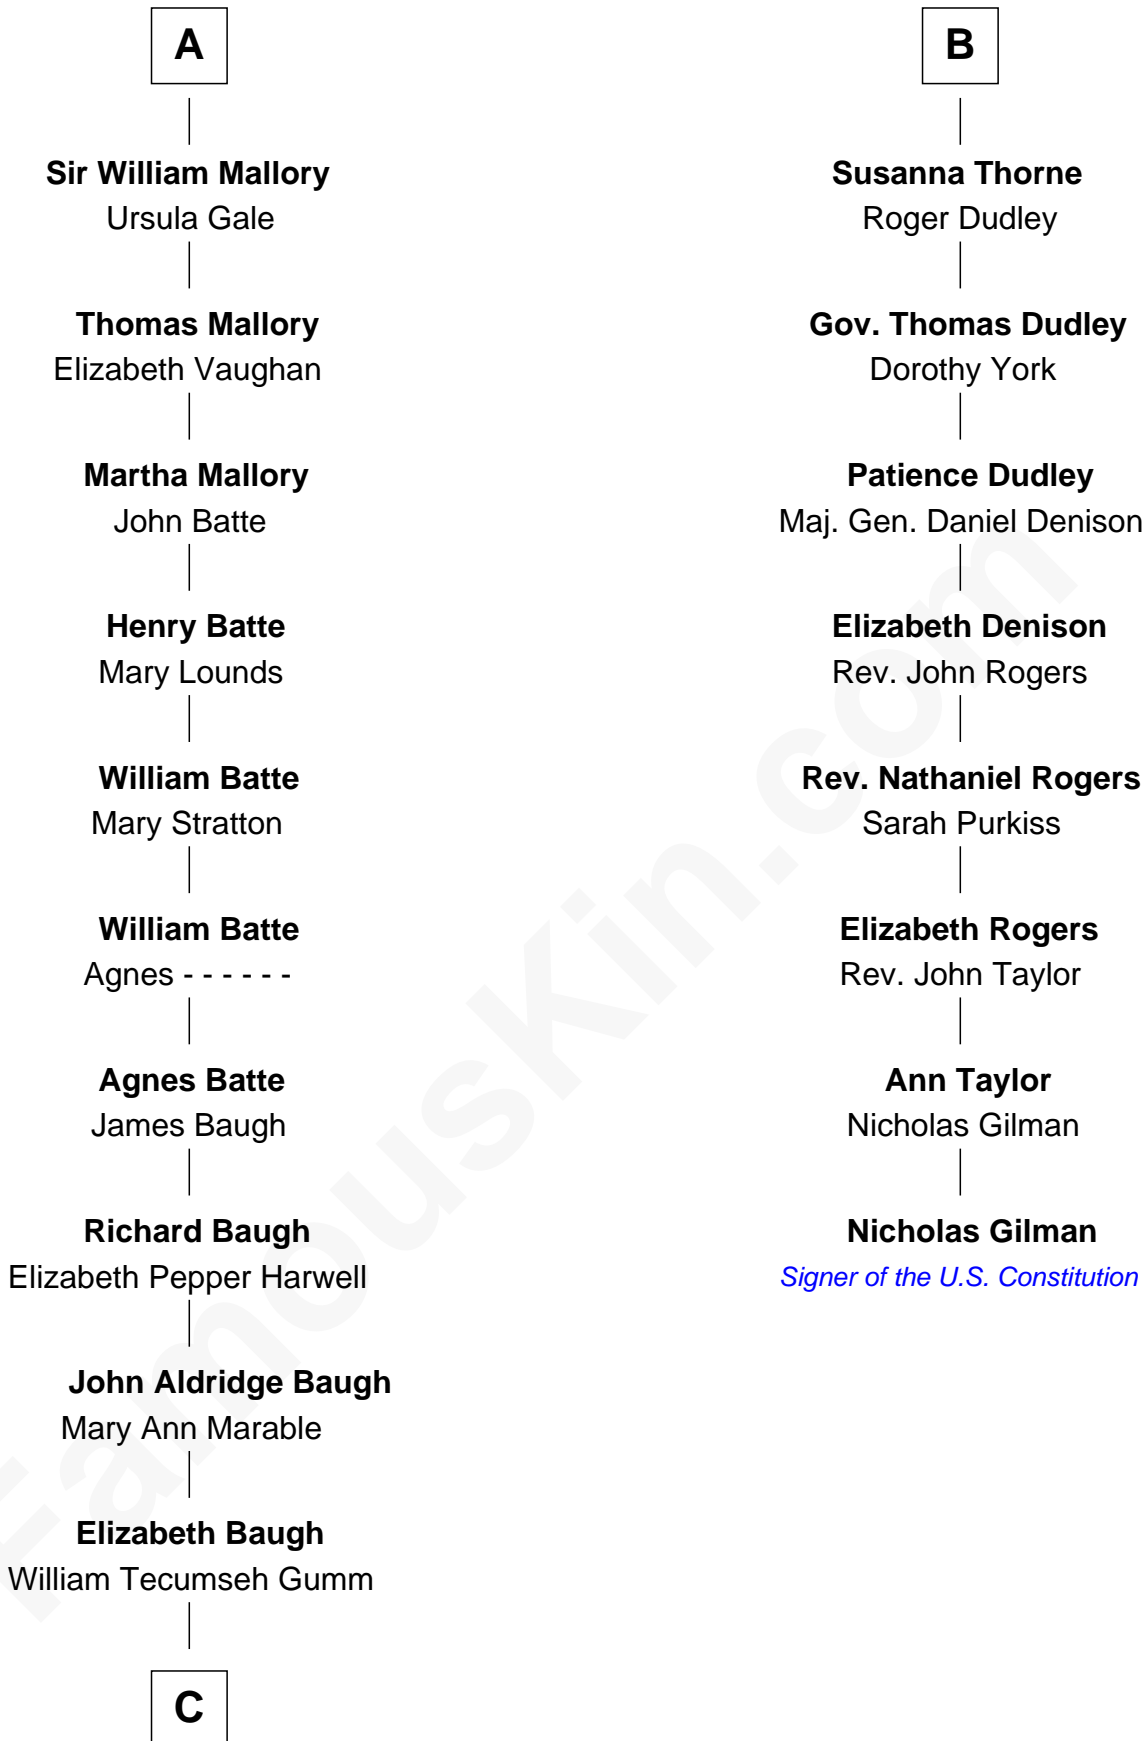 A
Sir William Mallory
Ursula Gale
Thomas Mallory
Elizabeth Vaughan
Martha Mallory
John Batte
Henry Batte
Mary Lounds
William Batte
Mary Stratton
William Batte
Agnes - - - - - -
Agnes Batte
James Baugh
Richard Baugh
Elizabeth Pepper Harwell
John Aldridge Baugh
Mary Ann Marable
Elizabeth Baugh
William Tecumseh Gumm
C
B
Susanna Thorne
Roger Dudley
Gov. Thomas Dudley
Dorothy York
Patience Dudley
Maj. Gen. Daniel Denison
Elizabeth Denison
Rev. John Rogers
Rev. Nathaniel Rogers
Sarah Purkiss
Elizabeth Rogers
Rev. John Taylor
Ann Taylor
Nicholas Gilman
Nicholas Gilman
Signer of the U.S. Constitution
FamousKin.com